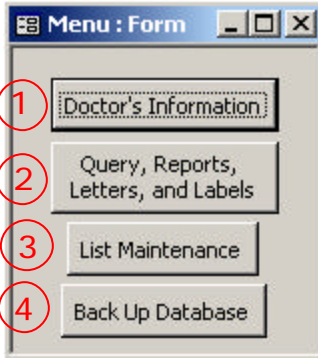 Menu : Form
1 Doctor's Information
2 Query, Reports,
Letters, and Labels
3 List Maintenance
4 Back Up Database